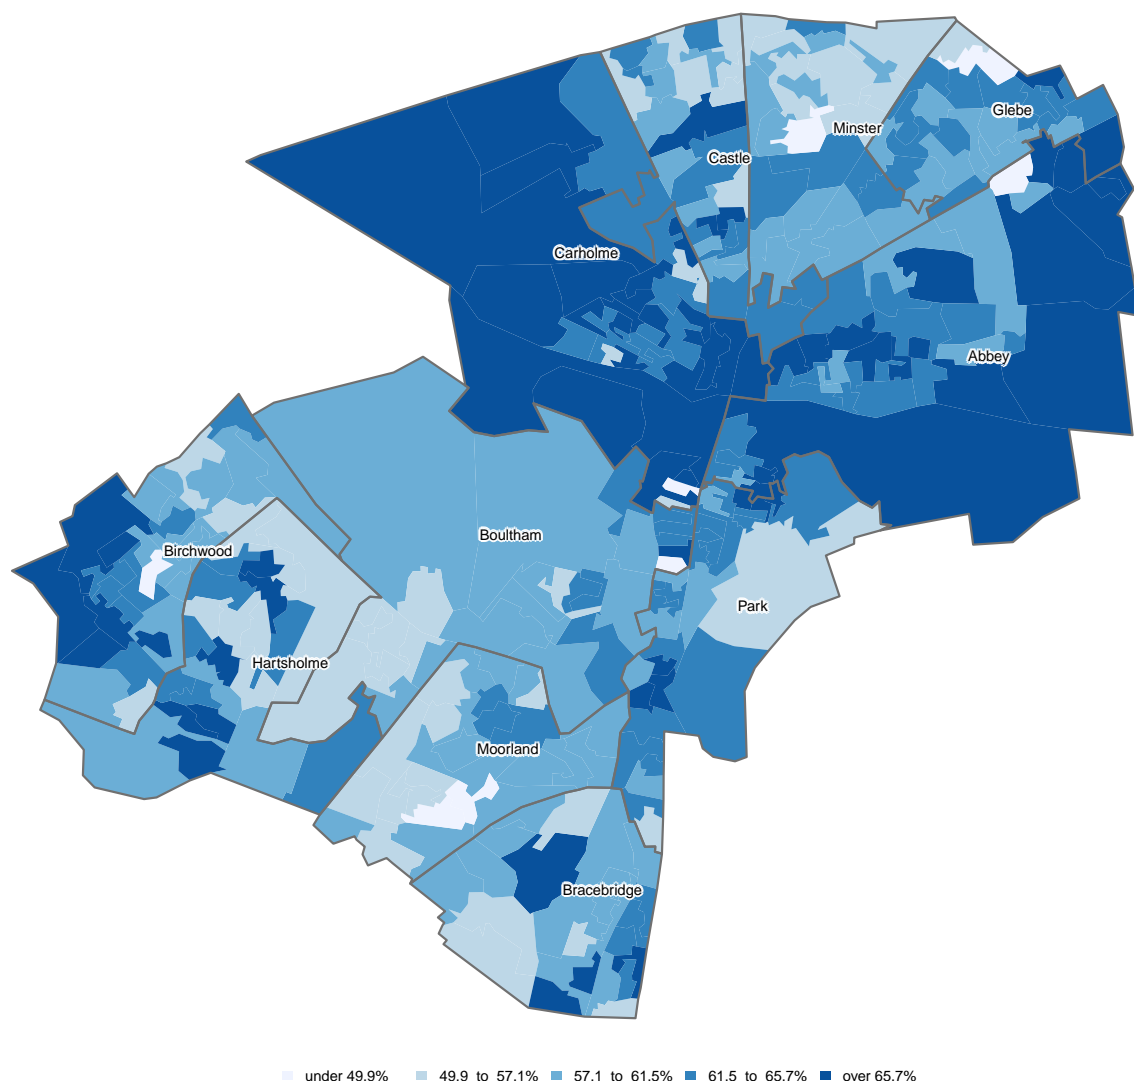 Glebe
Minster
Castle
Carholme
Abbey
Boultham
Birchwood
Park
Hartsholme
Moorland
Bracebridge
under 49.9% 49.9 to 57.1% 57.1 to 61.5% 61.5 to 65.7% over 65.7%